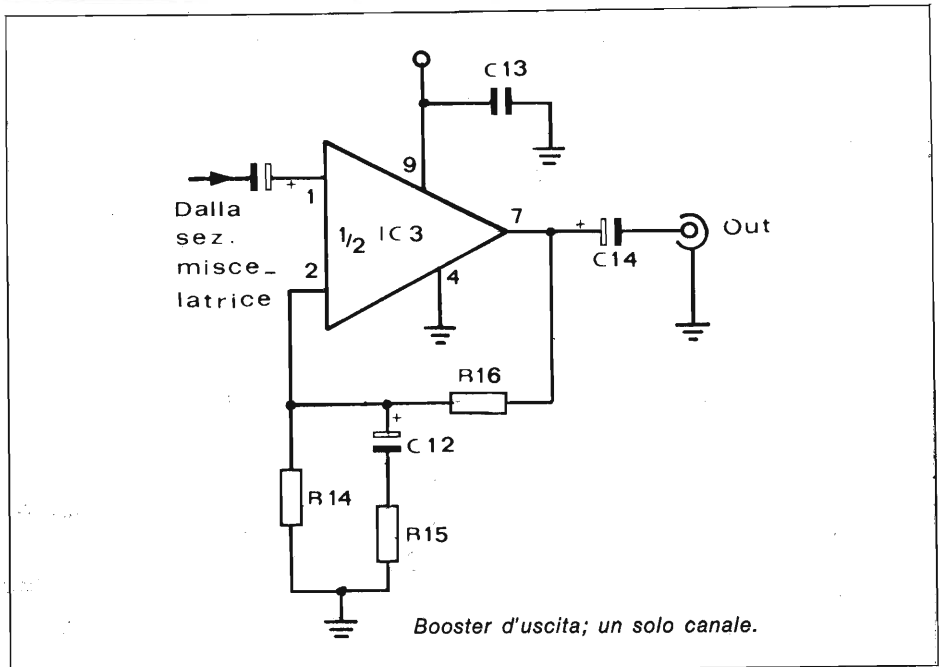 C13
9
+
1
Dalla
sez.
misce_
latrice
1/2 IC3
2
7
+
C14
Out
4
R16
+
C12
R14
R15
Booster d'uscita; un solo canale.